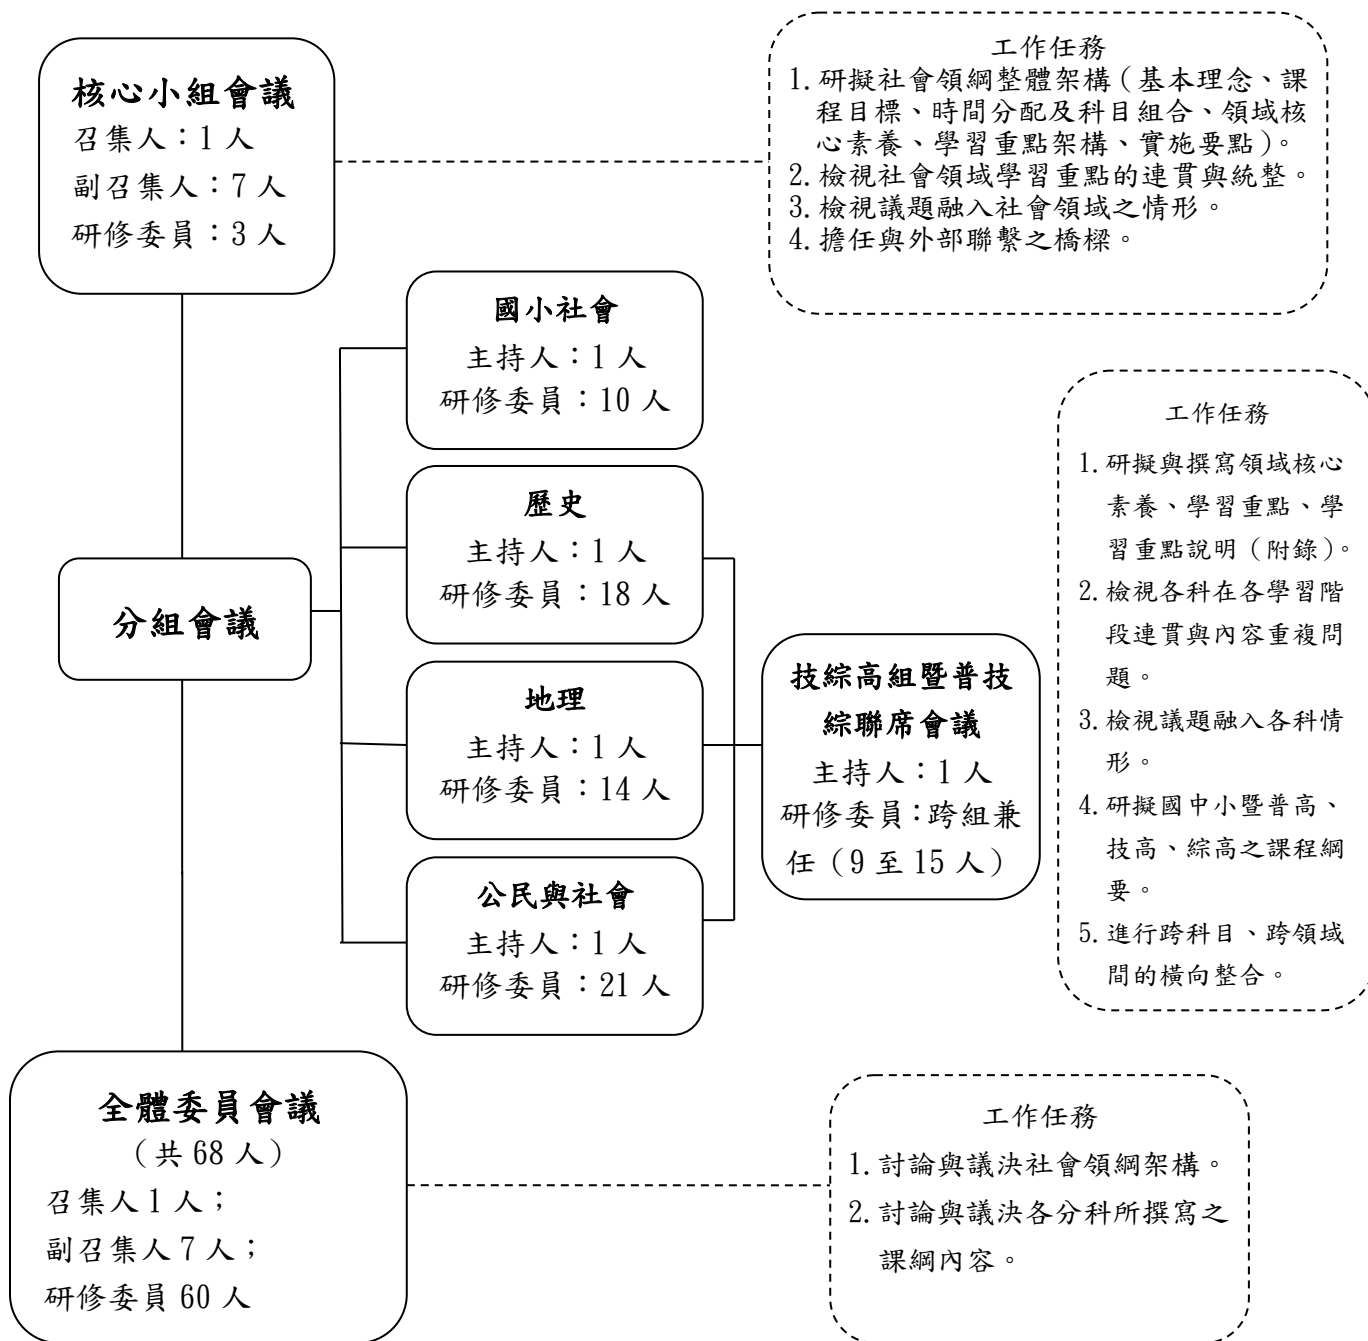 核心小組會議
召集人：1 人
副召集人：7 人
研修委員：3 人
工作任務
1. 研擬社會領綱整體架構（基本理念、課
程目標、時間分配及科目組合、領域核
心素養、學習重點架構、實施要點）。
2. 檢視社會領域學習重點的連貫與統整。
3. 檢視議題融入社會領域之情形。
4. 擔任與外部聯繫之橋樑。
分組會議
國小社會
主持人：1 人
研修委員：10 人
歷史
主持人：1 人
研修委員：18 人
地理
主持人：1 人
研修委員：14 人
公民與社會
主持人：1 人
研修委員：21 人
技綜高組暨普技
綜聯席會議
主持人：1 人
研修委員：跨組兼
任（9 至 15 人）
工作任務
1. 研擬與撰寫領域核心
素養、學習重點、學
習重點說明（附錄）。
2. 檢視各科在各學習階
段連貫與內容重複問
題。
3. 檢視議題融入各科情
形。
4. 研擬國中小暨普高、
技高、綜高之課程綱
要。
5. 進行跨科目、跨領域
間的橫向整合。
全體委員會議
（共 68 人）
召集人 1 人；
副召集人 7 人；
研修委員 60 人
工作任務
1. 討論與議決社會領綱架構。
2. 討論與議決各分科所撰寫之
課綱內容。